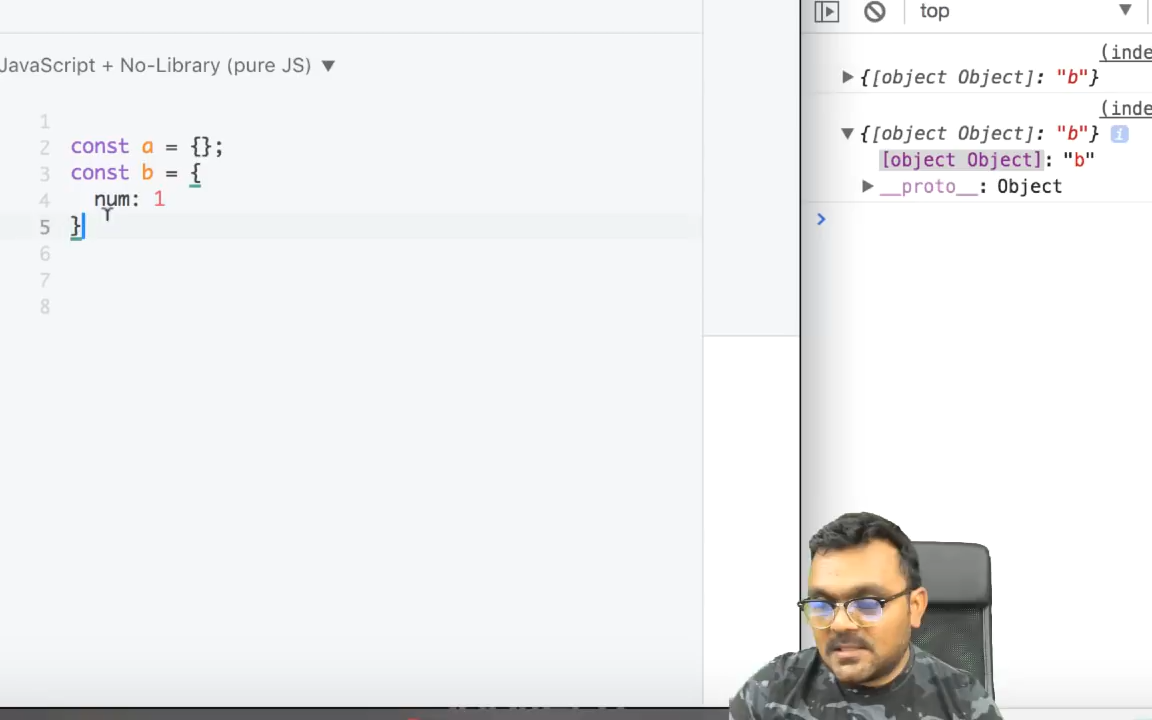 JavaScript + No-Library (pure JS) ▼
1
2 const a = {};
3 const b = {
4 num: 1
5 }
6
7
8
top ▼
(inde
▶ {[object Object]: "b"}
(inde
▼ {[object Object]: "b"} i
[object Object]: "b"
▶ __proto__: Object
>